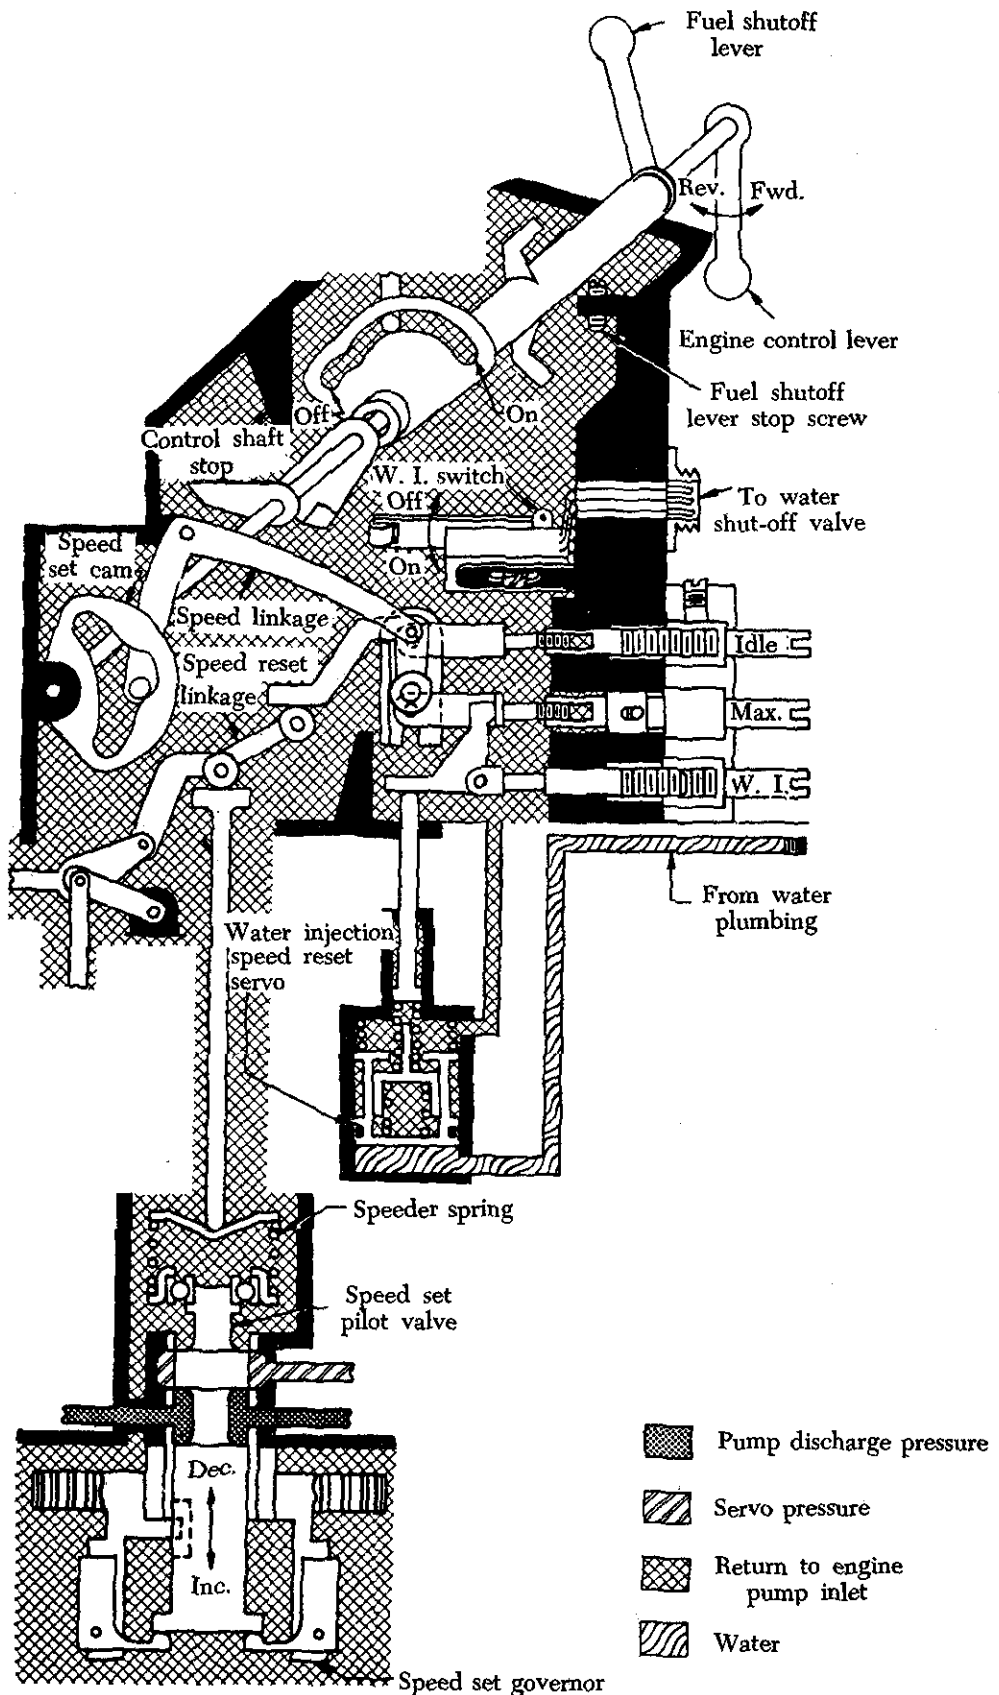 Fuel shutoff
lever
Rev.
Fwd.
Engine control lever
Fuel shutoff
lever stop screw
Off
On
Control shaft
stop
W. I. switch
Off
On
To water
shut-off valve
Speed
set cam
Speed linkage
Speed reset
linkage
Idle
Max.
W. I.
From water
plumbing
Water injection
speed reset
servo
Speeder spring
Speed set
pilot valve
Dec.
Inc.
Speed set governor
Pump discharge pressure
Servo pressure
Return to engine
pump inlet
Water